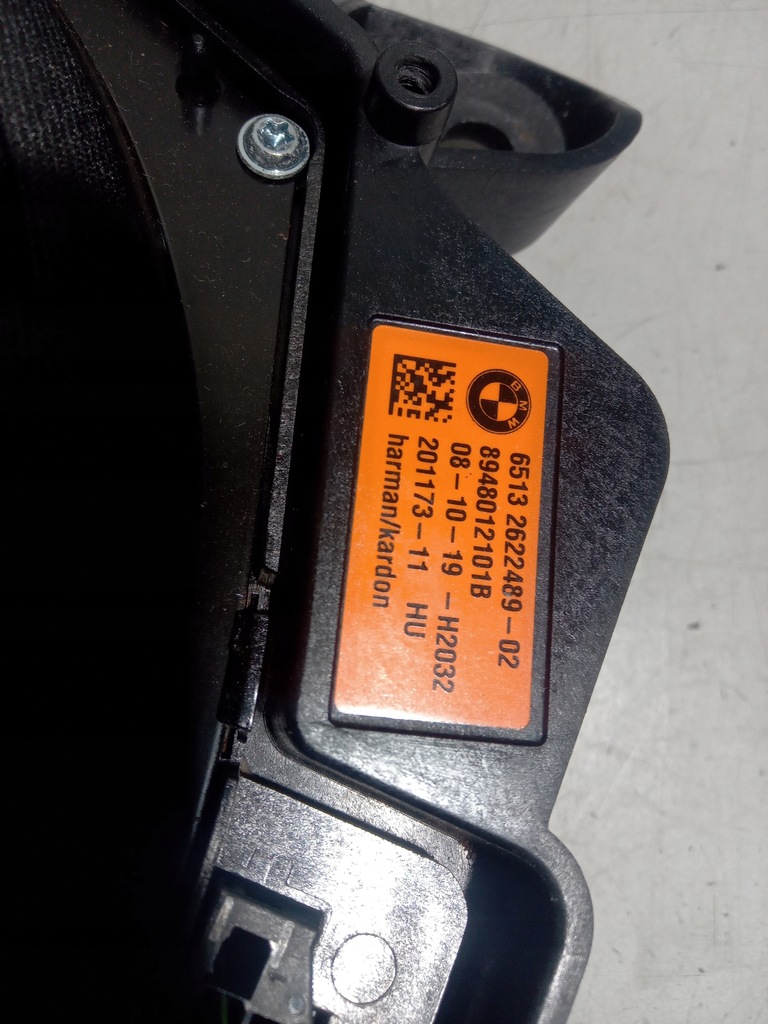 BMW
6513 2622489-02
8948012101B
08-10-19 -H2032
201173-11 HU
harman/kardon